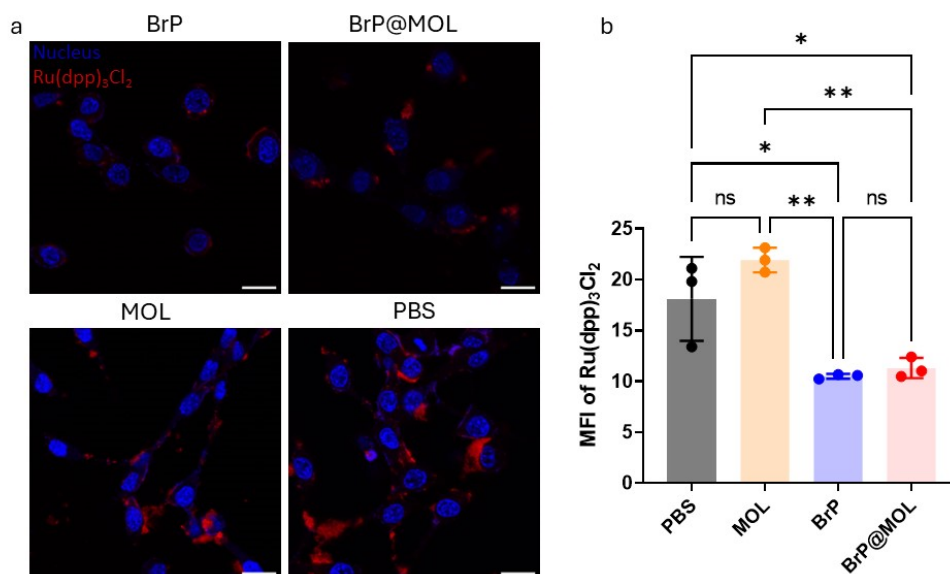 a
BrP
BrP@MOL
Nucleus
Ru(dpp)₃Cl₂
MOL
PBS
b
*
**
*
ns
**
ns
MFI of Ru(dpp)₃Cl₂
25
20
15
10
5
0
PBS
MOL
BrP
BrP@MOL